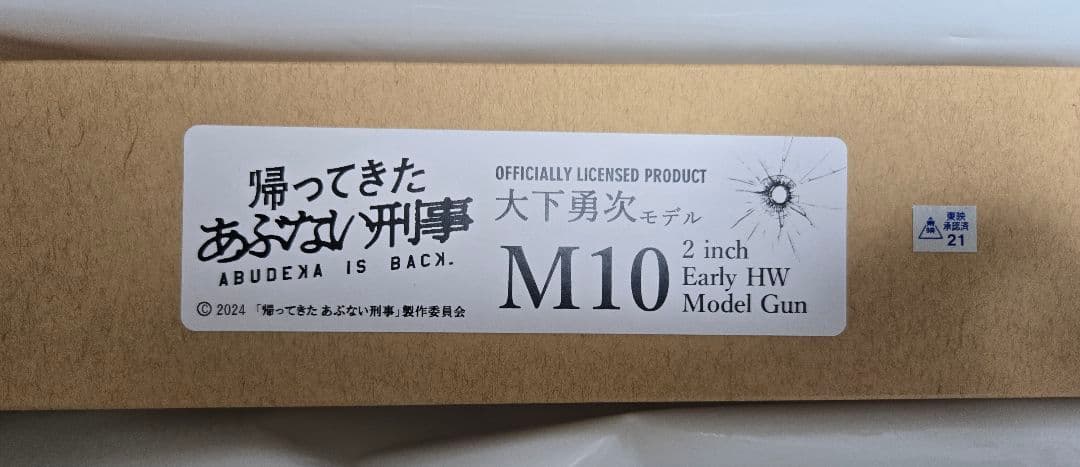 帰ってきた
あぶない刑事
ABUDEKA IS BACK.
© 2024 「帰ってきた あぶない刑事」製作委員会
OFFICIALLY LICENSED PRODUCT
大下勇次モデル
M10
2 inch
Early HW
Model Gun
東映
東映
承認済
21